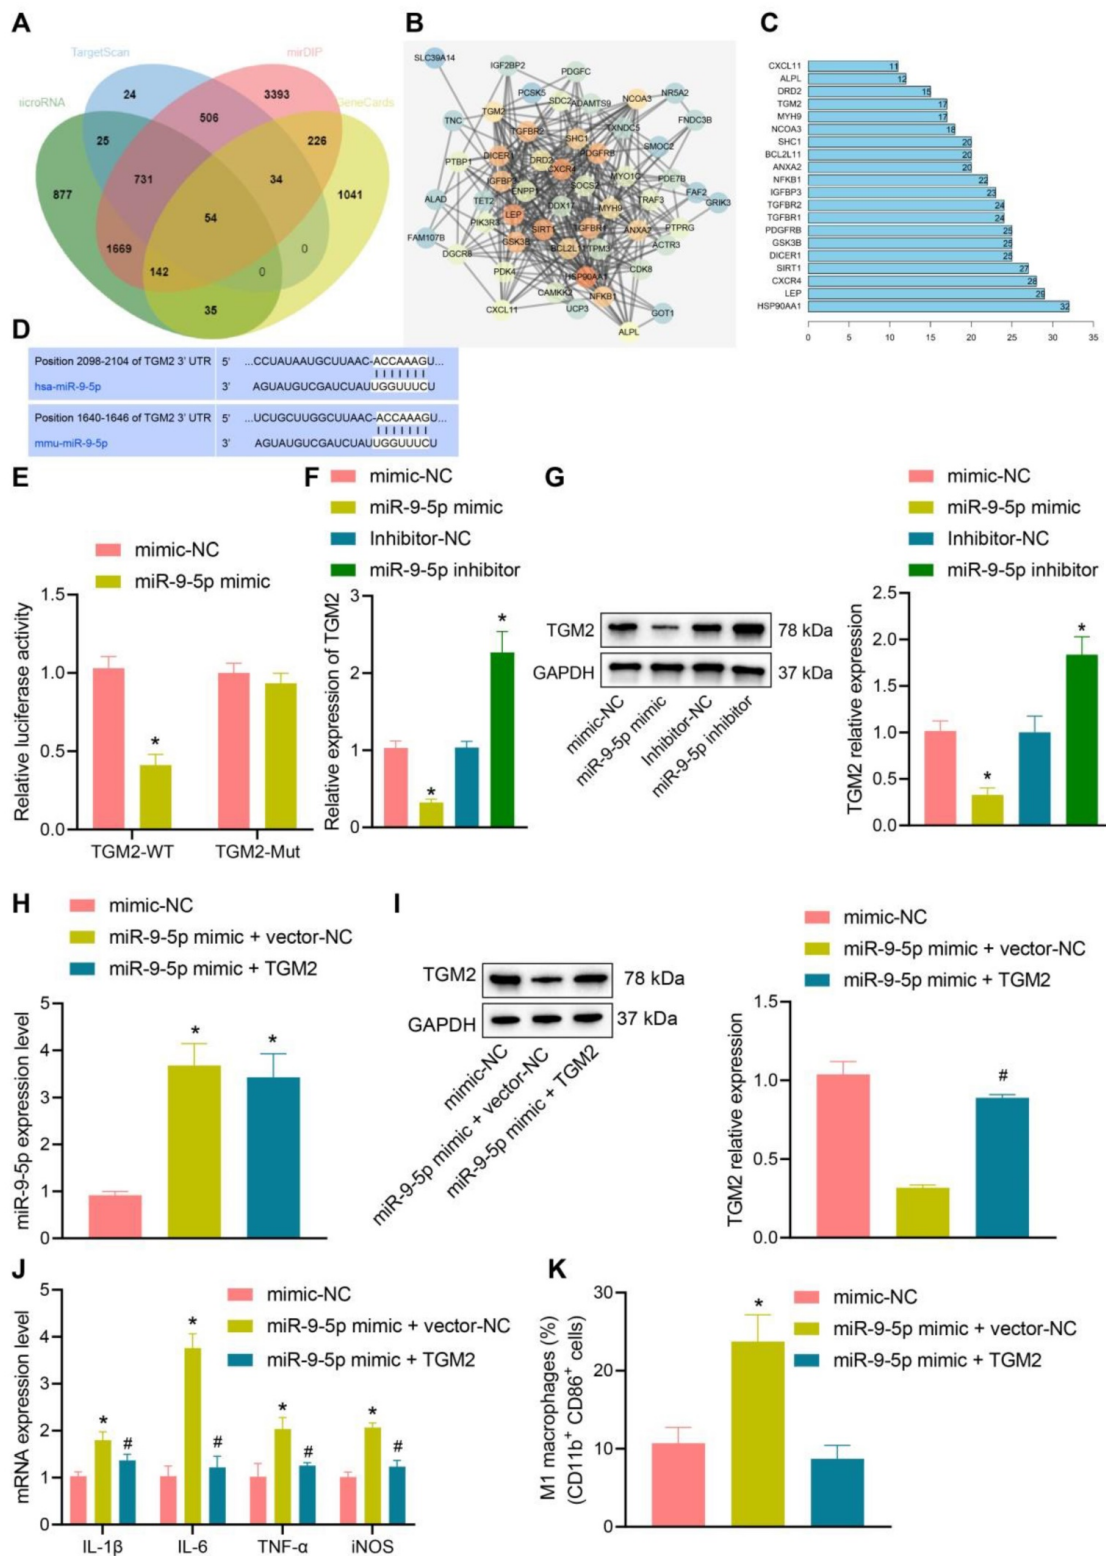 A
TargetScan
mirDIP
icroRNA
GeneCards
24
3393
506
25
226
877
731
34
1041
54
1669
0
142
0
35
B
SLC39A14
IGF2BP2
PDGFC
PCSK5
SDC2
ADAMTS9
NCOA3
NR5A2
TGM2
TNC
TGFBR2
SHC1
TXNDC5
FNDC3B
PTBP1
DICER1
DRD2
PDGFRB
SMOC2
CXCR4
IGFBP3
ENPP1
SOCS2
MYO1C
PDE7B
ALAD
TET2
DDX17
TRAF3
FAF2
GRIK3
LEP
MYH9
PIK3R3
SIRT1
TGFBR1
PTPRG
FAM107B
GSK3B
BCL2L11
TPM3
ANXA2
ACTR3
DGCR8
PDK4
HSP90AA1
CDK8
CAMKK2
NFKB1
CXCL11
UCP3
GOT1
ALPL
C
CXCL11 11
ALPL 12
DRD2 15
TGM2 17
MYH9 17
NCOA3 18
SHC1 20
BCL2L11 20
ANXA2 20
NFKB1 22
IGFBP3 23
TGFBR2 24
TGFBR1 24
PDGFRB 25
GSK3B 25
DICER1 25
SIRT1 27
CXCR4 28
LEP 29
HSP90AA1 32
0 5 10 15 20 25 30 35
D
Position 2098-2104 of TGM2 3' UTR 5' ...CCUAUAAUGCUUAAC-ACCAAAGU...
hsa-miR-9-5p 3' AGUAUGUCGAUCUAUUGGUUUCU
Position 1640-1646 of TGM2 3' UTR 5' ...UCUGCUUGGCUUAAC-ACCAAAGU...
mmu-miR-9-5p 3' AGUAUGUCGAUCUAUUGGUUUCU
E
mimic-NC
miR-9-5p mimic
Relative luciferase activity
1.5
1.0
0.5
0.0
*
TGM2-WT TGM2-Mut
F
mimic-NC
miR-9-5p mimic
Inhibitor-NC
miR-9-5p inhibitor
Relative expression of TGM2
3
2
1
0
*
*
G
TGM2 78 kDa
GAPDH 37 kDa
mimic-NC
miR-9-5p mimic
Inhibitor-NC
miR-9-5p inhibitor
mimic-NC
miR-9-5p mimic
Inhibitor-NC
miR-9-5p inhibitor
TGM2 relative expression
2.5
2.0
1.5
1.0
0.5
0.0
*
*
H
mimic-NC
miR-9-5p mimic + vector-NC
miR-9-5p mimic + TGM2
miR-9-5p expression level
5
4
3
2
1
0
* *
I
TGM2 78 kDa
GAPDH 37 kDa
mimic-NC
miR-9-5p mimic + vector-NC
miR-9-5p mimic + TGM2
mimic-NC
miR-9-5p mimic + vector-NC
miR-9-5p mimic + TGM2
TGM2 relative expression
1.5
1.0
0.5
0.0
#
J
mimic-NC
miR-9-5p mimic + vector-NC
miR-9-5p mimic + TGM2
mRNA expression level
5
4
3
2
1
0
* # * # * # * #
IL-1β IL-6 TNF-α iNOS
K
mimic-NC
miR-9-5p mimic + vector-NC
miR-9-5p mimic + TGM2
M1 macrophages (%)
(CD11b⁺ CD86⁺ cells)
30
20
10
0
*